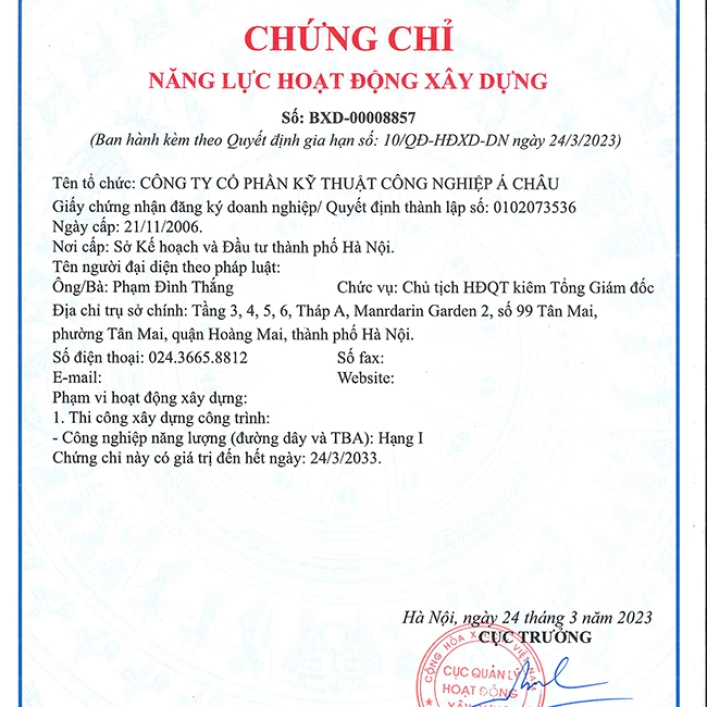 CHỨNG CHỈ
NĂNG LỰC HOẠT ĐỘNG XÂY DỰNG
Số: BXD-00008857
(Ban hành kèm theo Quyết định gia hạn số: 10/QĐ-HĐXD-DN ngày 24/3/2023)
Tên tổ chức: CÔNG TY CỔ PHẦN KỸ THUẬT CÔNG NGHIỆP Á CHÂU
Giấy chứng nhận đăng ký doanh nghiệp/ Quyết định thành lập số: 0102073536
Ngày cấp: 21/11/2006.
Nơi cấp: Sở Kế hoạch và Đầu tư thành phố Hà Nội.
Tên người đại diện theo pháp luật:
Ông/Bà: Phạm Đình Thắng Chức vụ: Chủ tịch HĐQT kiêm Tổng Giám đốc
Địa chỉ trụ sở chính: Tầng 3, 4, 5, 6, Tháp A, Manrdarin Garden 2, số 99 Tân Mai,
phường Tân Mai, quận Hoàng Mai, thành phố Hà Nội.
Số điện thoại: 024.3665.8812 Số fax:
E-mail: Website:
Phạm vi hoạt động xây dựng:
1. Thi công xây dựng công trình:
- Công nghiệp năng lượng (đường dây và TBA): Hạng I
Chứng chỉ này có giá trị đến hết ngày: 24/3/2033.
Hà Nội, ngày 24 tháng 3 năm 2023
CỤC TRƯỞNG
CỘNG HÒA X VIỆT NAM
CỤC QUẢN LÝ
HOẠT ĐỘNG
XÂY DỰNG